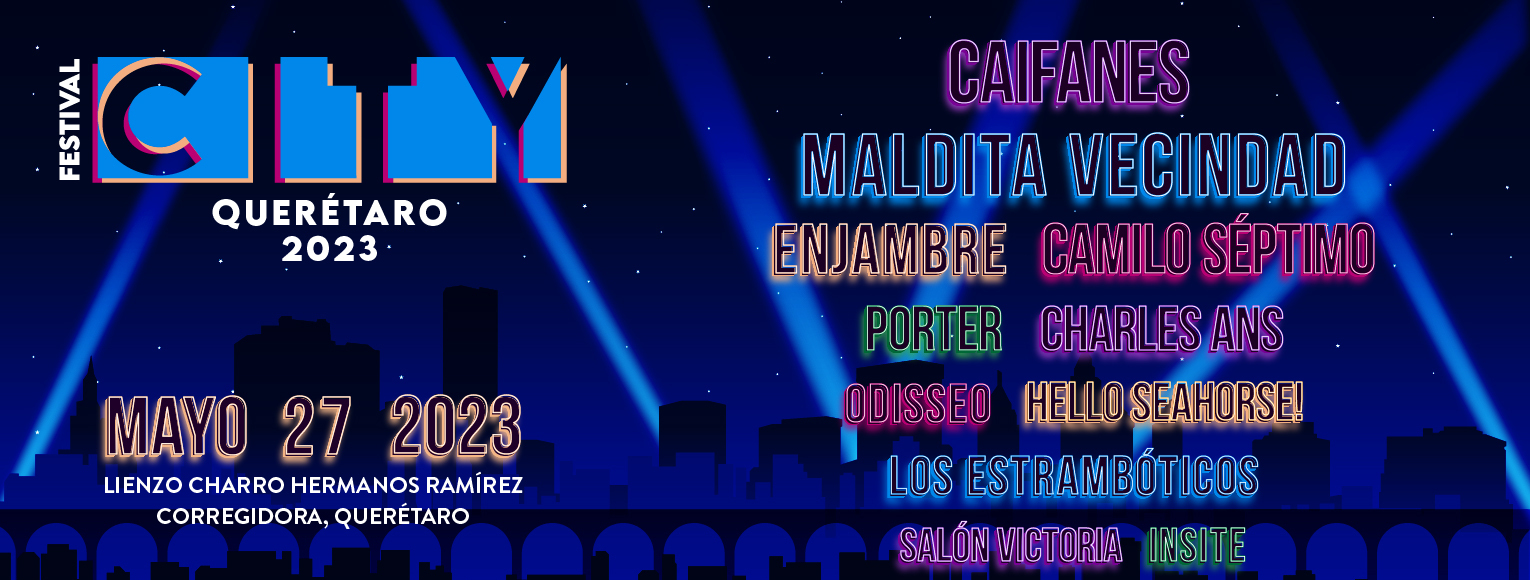 FESTIVAL
CITY
QUERÉTARO
2023
MAYO 27 2023
LIENZO CHARRO HERMANOS RAMÍREZ
CORREGIDORA, QUERÉTARO
CAIFANES
MALDITA VECINDAD
ENJAMBRE CAMILO SÉPTIMO
PORTER CHARLES ANS
ODISSEO HELLO SEAHORSE!
LOS ESTRAMBÓTICOS
SALÓN VICTORIA INSITE